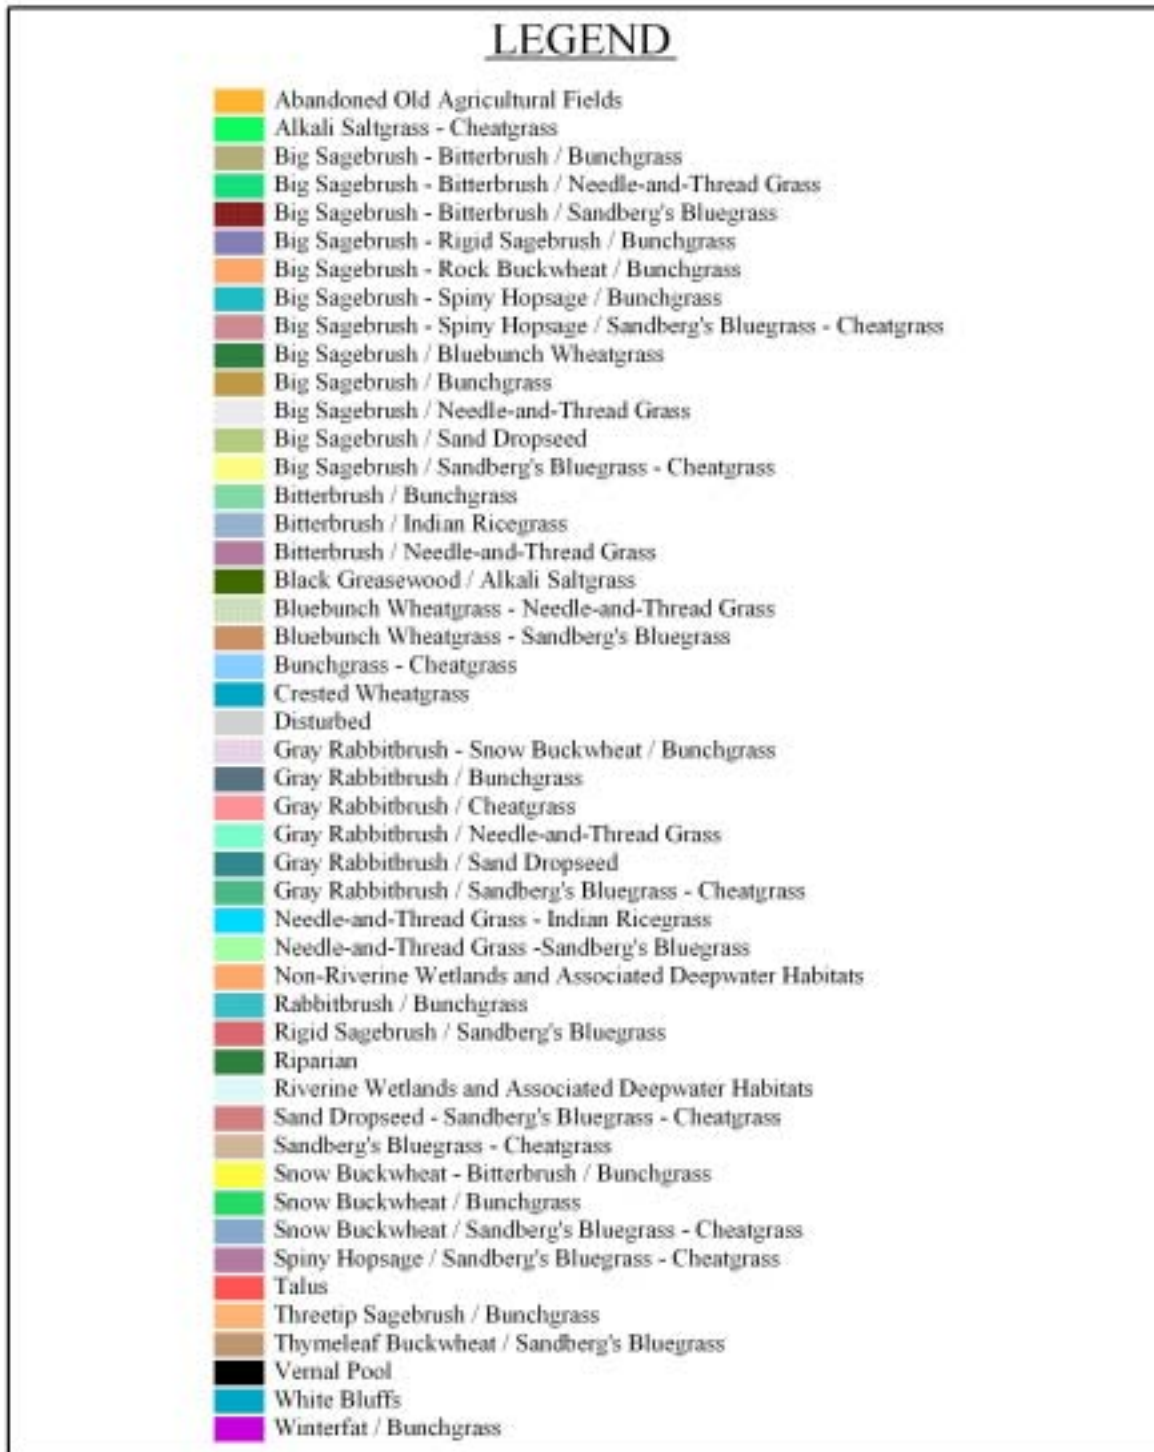 LEGEND
Abandoned Old Agricultural Fields
Alkali Saltgrass - Cheatgrass
Big Sagebrush - Bitterbrush / Bunchgrass
Big Sagebrush - Bitterbrush / Needle-and-Thread Grass
Big Sagebrush - Bitterbrush / Sandberg's Bluegrass
Big Sagebrush - Rigid Sagebrush / Bunchgrass
Big Sagebrush - Rock Buckwheat / Bunchgrass
Big Sagebrush - Spiny Hopsage / Bunchgrass
Big Sagebrush - Spiny Hopsage / Sandberg's Bluegrass - Cheatgrass
Big Sagebrush / Bluebunch Wheatgrass
Big Sagebrush / Bunchgrass
Big Sagebrush / Needle-and-Thread Grass
Big Sagebrush / Sand Dropseed
Big Sagebrush / Sandberg's Bluegrass - Cheatgrass
Bitterbrush / Bunchgrass
Bitterbrush / Indian Ricegrass
Bitterbrush / Needle-and-Thread Grass
Black Greasewood / Alkali Saltgrass
Bluebunch Wheatgrass - Needle-and-Thread Grass
Bluebunch Wheatgrass - Sandberg's Bluegrass
Bunchgrass - Cheatgrass
Crested Wheatgrass
Disturbed
Gray Rabbitbrush - Snow Buckwheat / Bunchgrass
Gray Rabbitbrush / Bunchgrass
Gray Rabbitbrush / Cheatgrass
Gray Rabbitbrush / Needle-and-Thread Grass
Gray Rabbitbrush / Sand Dropseed
Gray Rabbitbrush / Sandberg's Bluegrass - Cheatgrass
Needle-and-Thread Grass - Indian Ricegrass
Needle-and-Thread Grass -Sandberg's Bluegrass
Non-Riverine Wetlands and Associated Deepwater Habitats
Rabbitbrush / Bunchgrass
Rigid Sagebrush / Sandberg's Bluegrass
Riparian
Riverine Wetlands and Associated Deepwater Habitats
Sand Dropseed - Sandberg's Bluegrass - Cheatgrass
Sandberg's Bluegrass - Cheatgrass
Snow Buckwheat - Bitterbrush / Bunchgrass
Snow Buckwheat / Bunchgrass
Snow Buckwheat / Sandberg's Bluegrass - Cheatgrass
Spiny Hopsage / Sandberg's Bluegrass - Cheatgrass
Talus
Threetip Sagebrush / Bunchgrass
Thymeleaf Buckwheat / Sandberg's Bluegrass
Vernal Pool
White Bluffs
Winterfat / Bunchgrass